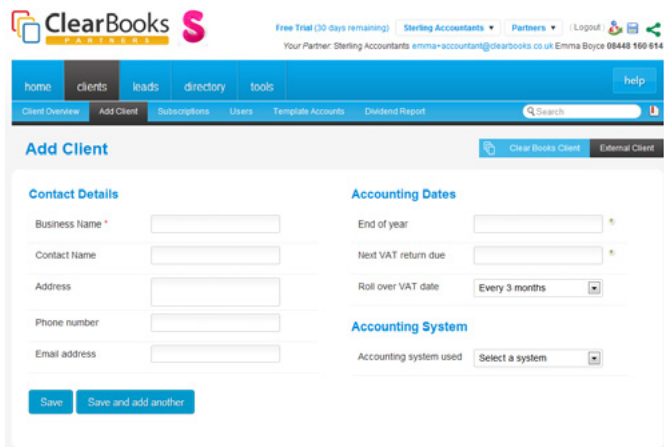 ClearBooks S
PARTNERS
Free Trial (30 days remaining) Sterling Accountants Partners (Logout)
Your Partner: Sterling Accountants emma+accountant@clearbooks.co.uk Emma Boyce 08448 160 614
home clients leads directory tools help
Client Overview Add Client Subscriptions Users Template Accounts Dividend Report Search
Add Client Clear Books Client External Client
Contact Details
Business Name *
Contact Name
Address
Phone number
Email address
Save Save and add another
Accounting Dates
End of year
Next VAT return due
Roll over VAT date Every 3 months
Accounting System
Accounting system used Select a system